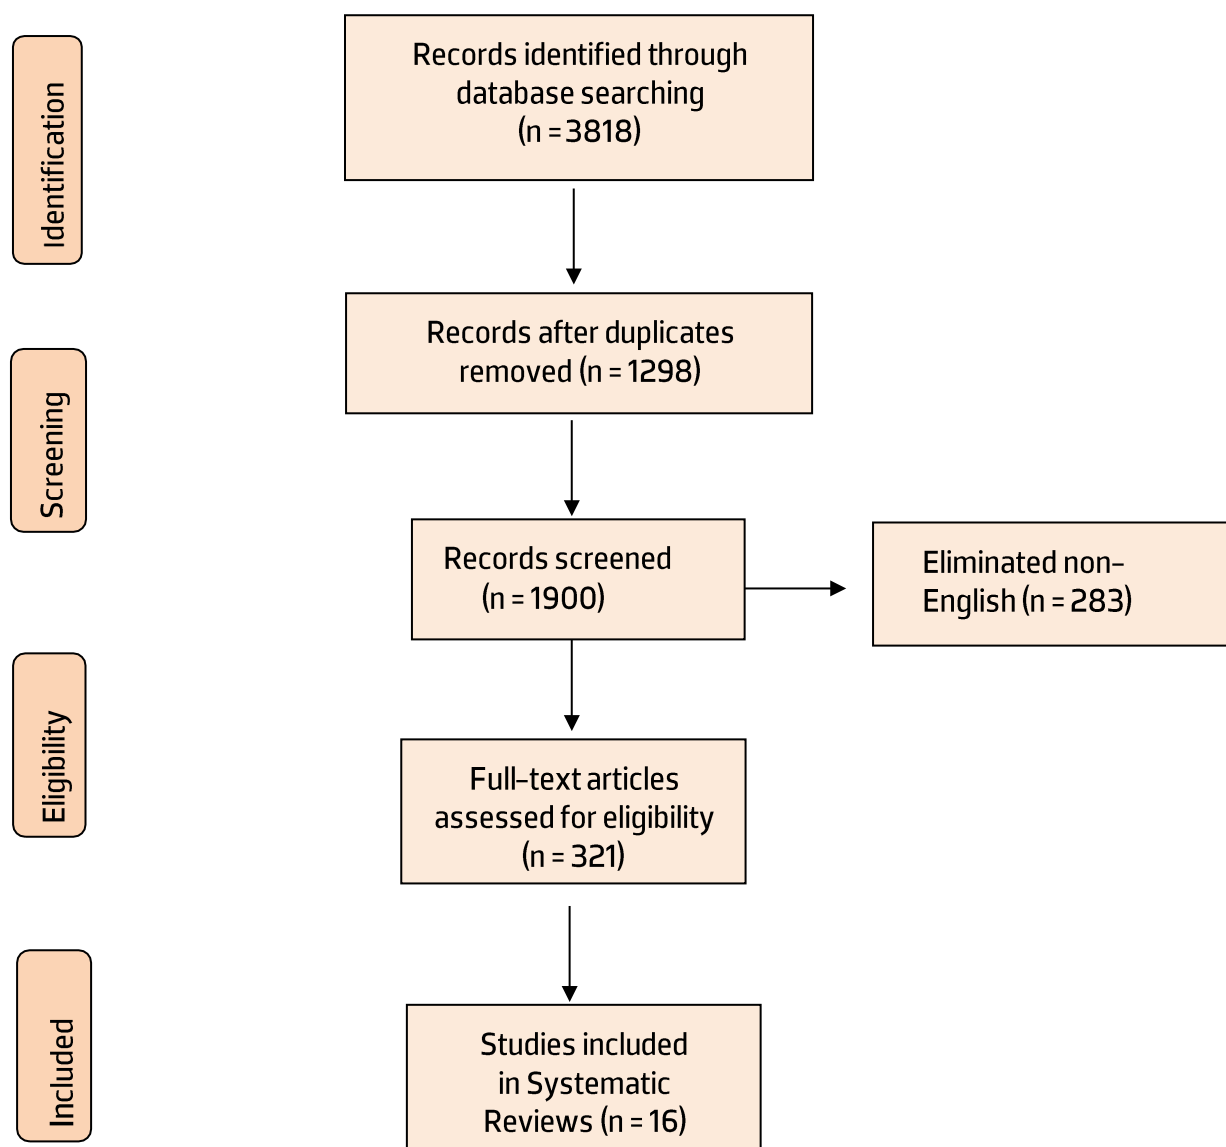 Identification
Records identified through
database searching
(n = 3818)
Records after duplicates
removed (n = 1298)
Screening
Records screened
(n = 1900)
Eliminated non-
English (n = 283)
Eligibility
Full-text articles
assessed for eligibility
(n = 321)
Included
Studies included
in Systematic
Reviews (n = 16)